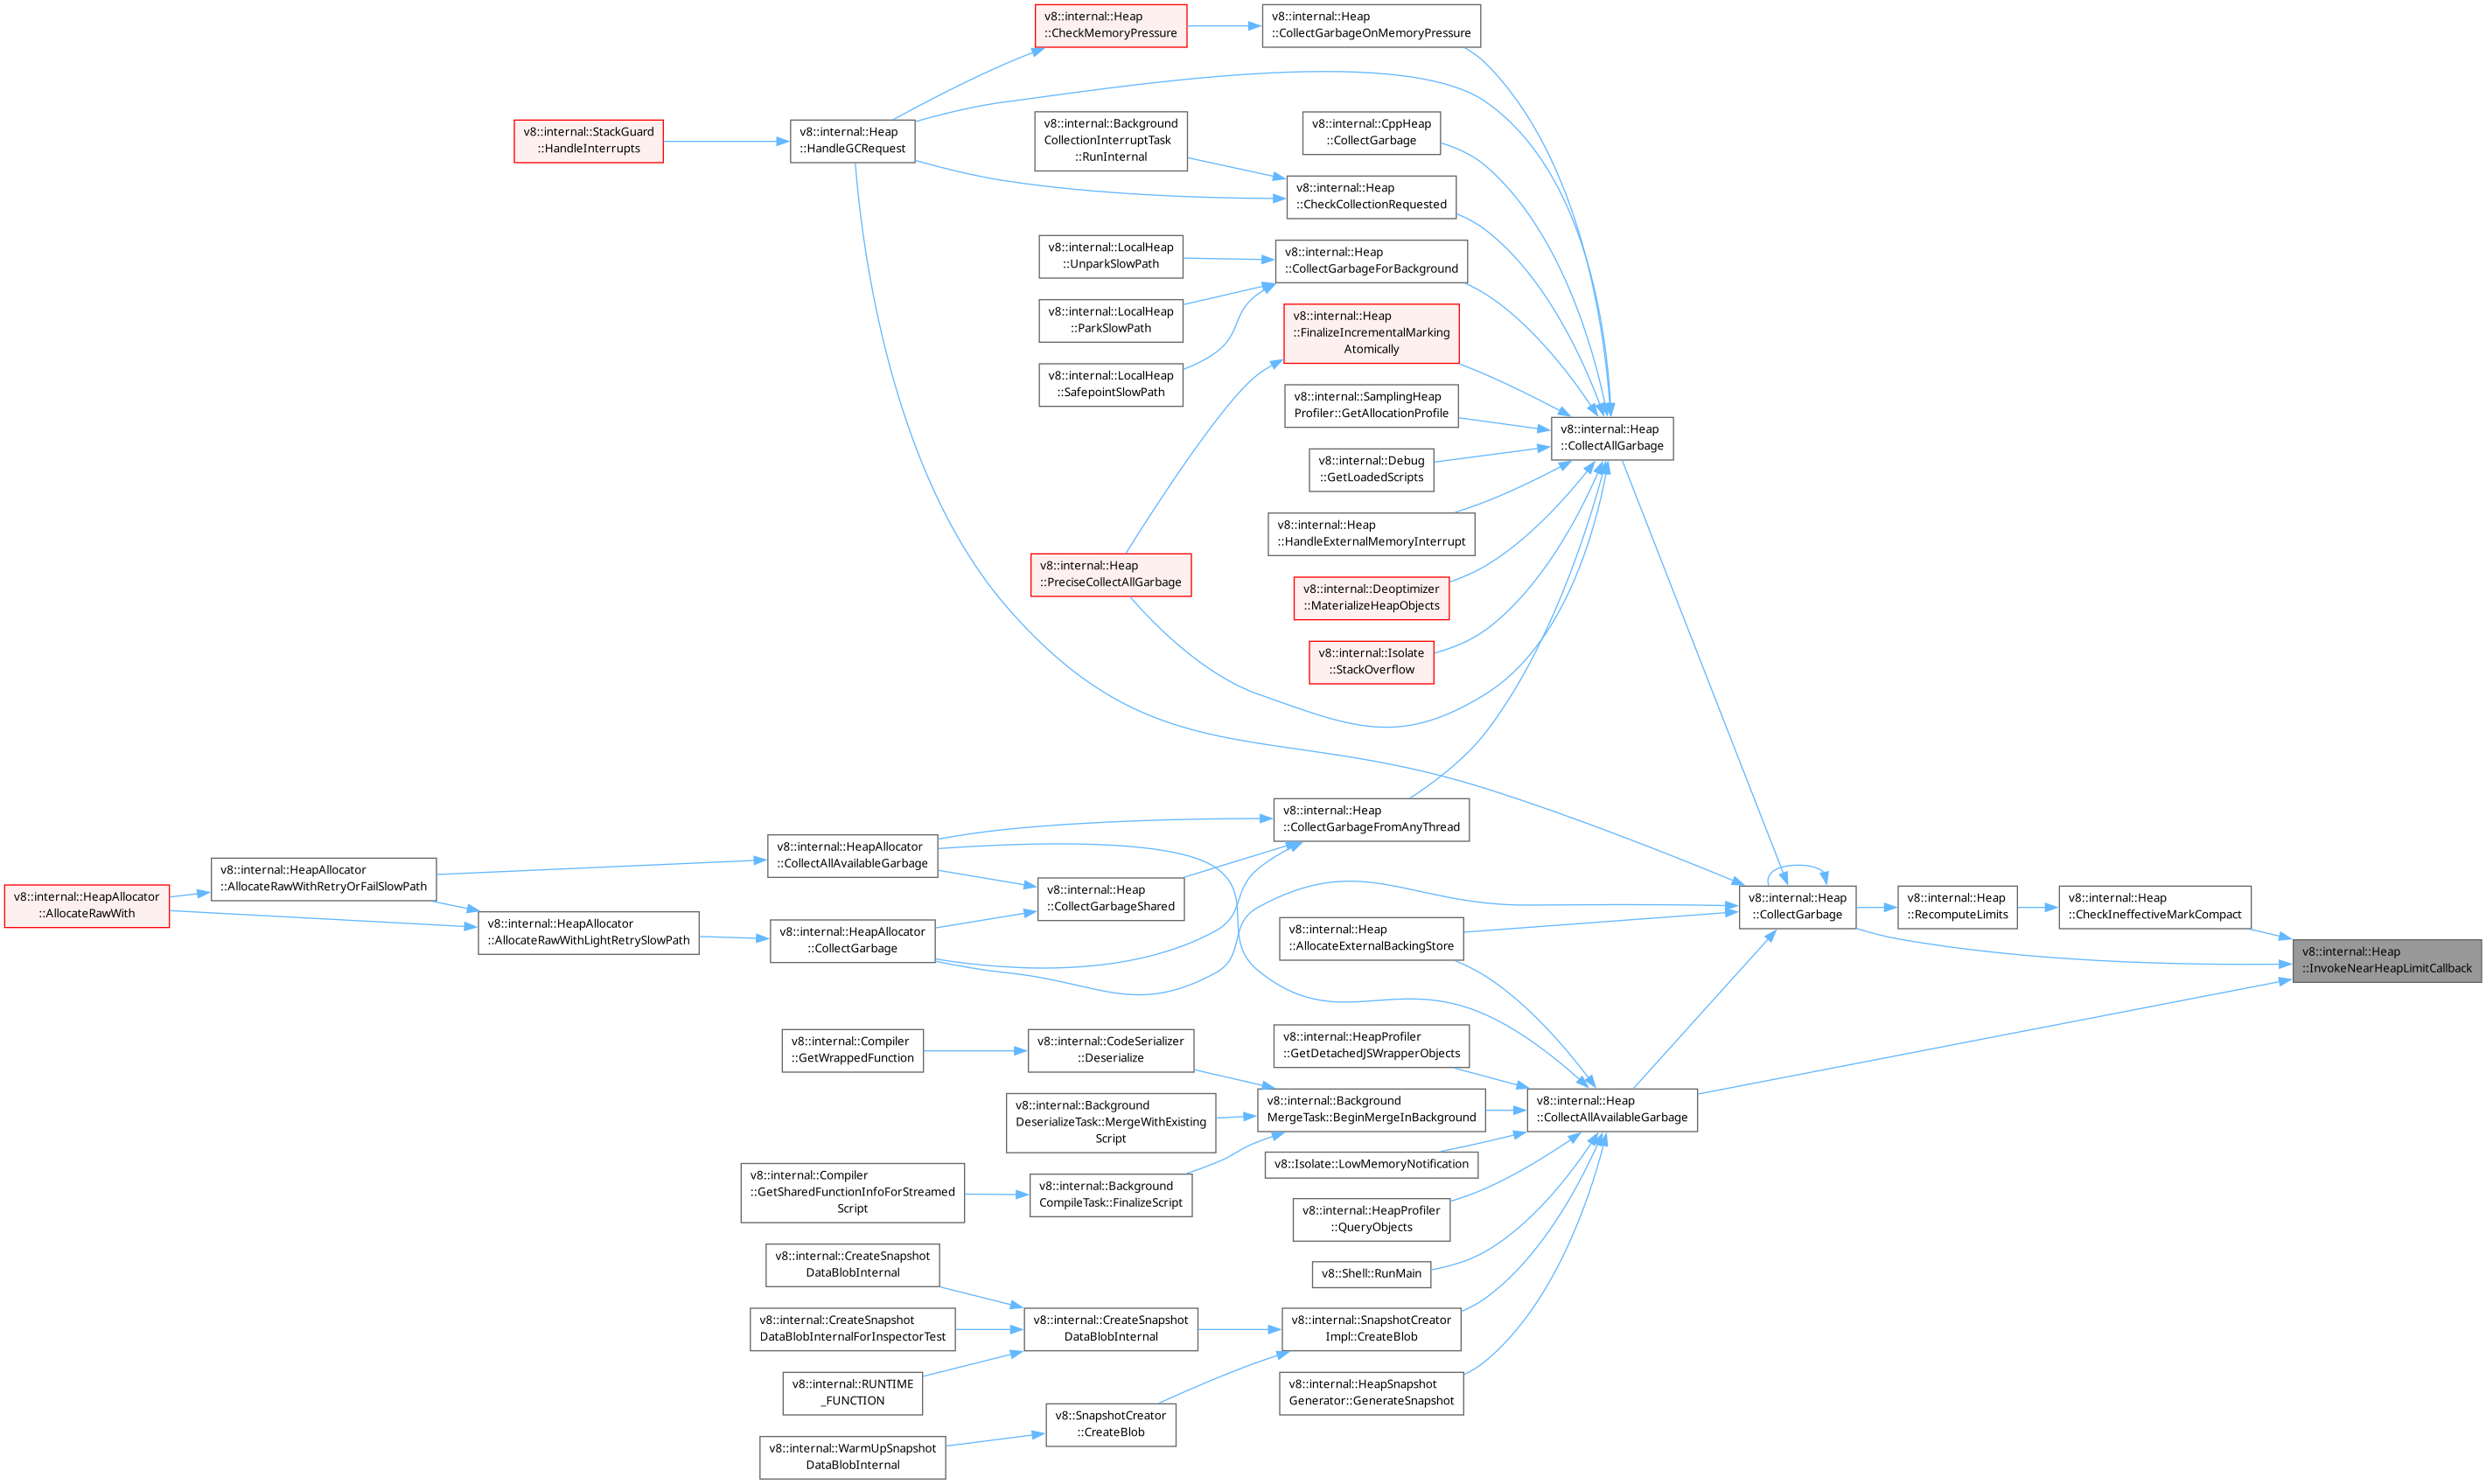 v8::internal::Heap
::CheckMemoryPressure
v8::internal::Heap
::CollectGarbageOnMemoryPressure
v8::internal::StackGuard
::HandleInterrupts
v8::internal::Heap
::HandleGCRequest
v8::internal::Background
CollectionInterruptTask
::RunInternal
v8::internal::CppHeap
::CollectGarbage
v8::internal::Heap
::CheckCollectionRequested
v8::internal::LocalHeap
::UnparkSlowPath
v8::internal::Heap
::CollectGarbageForBackground
v8::internal::LocalHeap
::ParkSlowPath
v8::internal::Heap
::FinalizeIncrementalMarking
Atomically
v8::internal::LocalHeap
::SafepointSlowPath
v8::internal::SamplingHeap
Profiler::GetAllocationProfile
v8::internal::Heap
::CollectAllGarbage
v8::internal::Debug
::GetLoadedScripts
v8::internal::Heap
::HandleExternalMemoryInterrupt
v8::internal::Heap
::PreciseCollectAllGarbage
v8::internal::Deoptimizer
::MaterializeHeapObjects
v8::internal::Isolate
::StackOverflow
v8::internal::Heap
::CollectGarbageFromAnyThread
v8::internal::HeapAllocator
::CollectAllAvailableGarbage
v8::internal::HeapAllocator
::AllocateRawWithRetryOrFailSlowPath
v8::internal::HeapAllocator
::AllocateRawWith
v8::internal::Heap
::CollectGarbageShared
v8::internal::HeapAllocator
::AllocateRawWithLightRetrySlowPath
v8::internal::HeapAllocator
::CollectGarbage
v8::internal::Heap
::AllocateExternalBackingStore
v8::internal::Heap
::CollectGarbage
v8::internal::Heap
::RecomputeLimits
v8::internal::Heap
::CheckIneffectiveMarkCompact
v8::internal::Heap
::InvokeNearHeapLimitCallback
v8::internal::Compiler
::GetWrappedFunction
v8::internal::CodeSerializer
::Deserialize
v8::internal::HeapProfiler
::GetDetachedJSWrapperObjects
v8::internal::Background
DeserializeTask::MergeWithExisting
Script
v8::internal::Background
MergeTask::BeginMergeInBackground
v8::internal::Heap
::CollectAllAvailableGarbage
v8::Isolate::LowMemoryNotification
v8::internal::Compiler
::GetSharedFunctionInfoForStreamed
Script
v8::internal::Background
CompileTask::FinalizeScript
v8::internal::HeapProfiler
::QueryObjects
v8::internal::CreateSnapshot
DataBlobInternal
v8::Shell::RunMain
v8::internal::CreateSnapshot
DataBlobInternalForInspectorTest
v8::internal::CreateSnapshot
DataBlobInternal
v8::internal::SnapshotCreator
Impl::CreateBlob
v8::internal::RUNTIME
_FUNCTION
v8::internal::HeapSnapshot
Generator::GenerateSnapshot
v8::SnapshotCreator
::CreateBlob
v8::internal::WarmUpSnapshot
DataBlobInternal